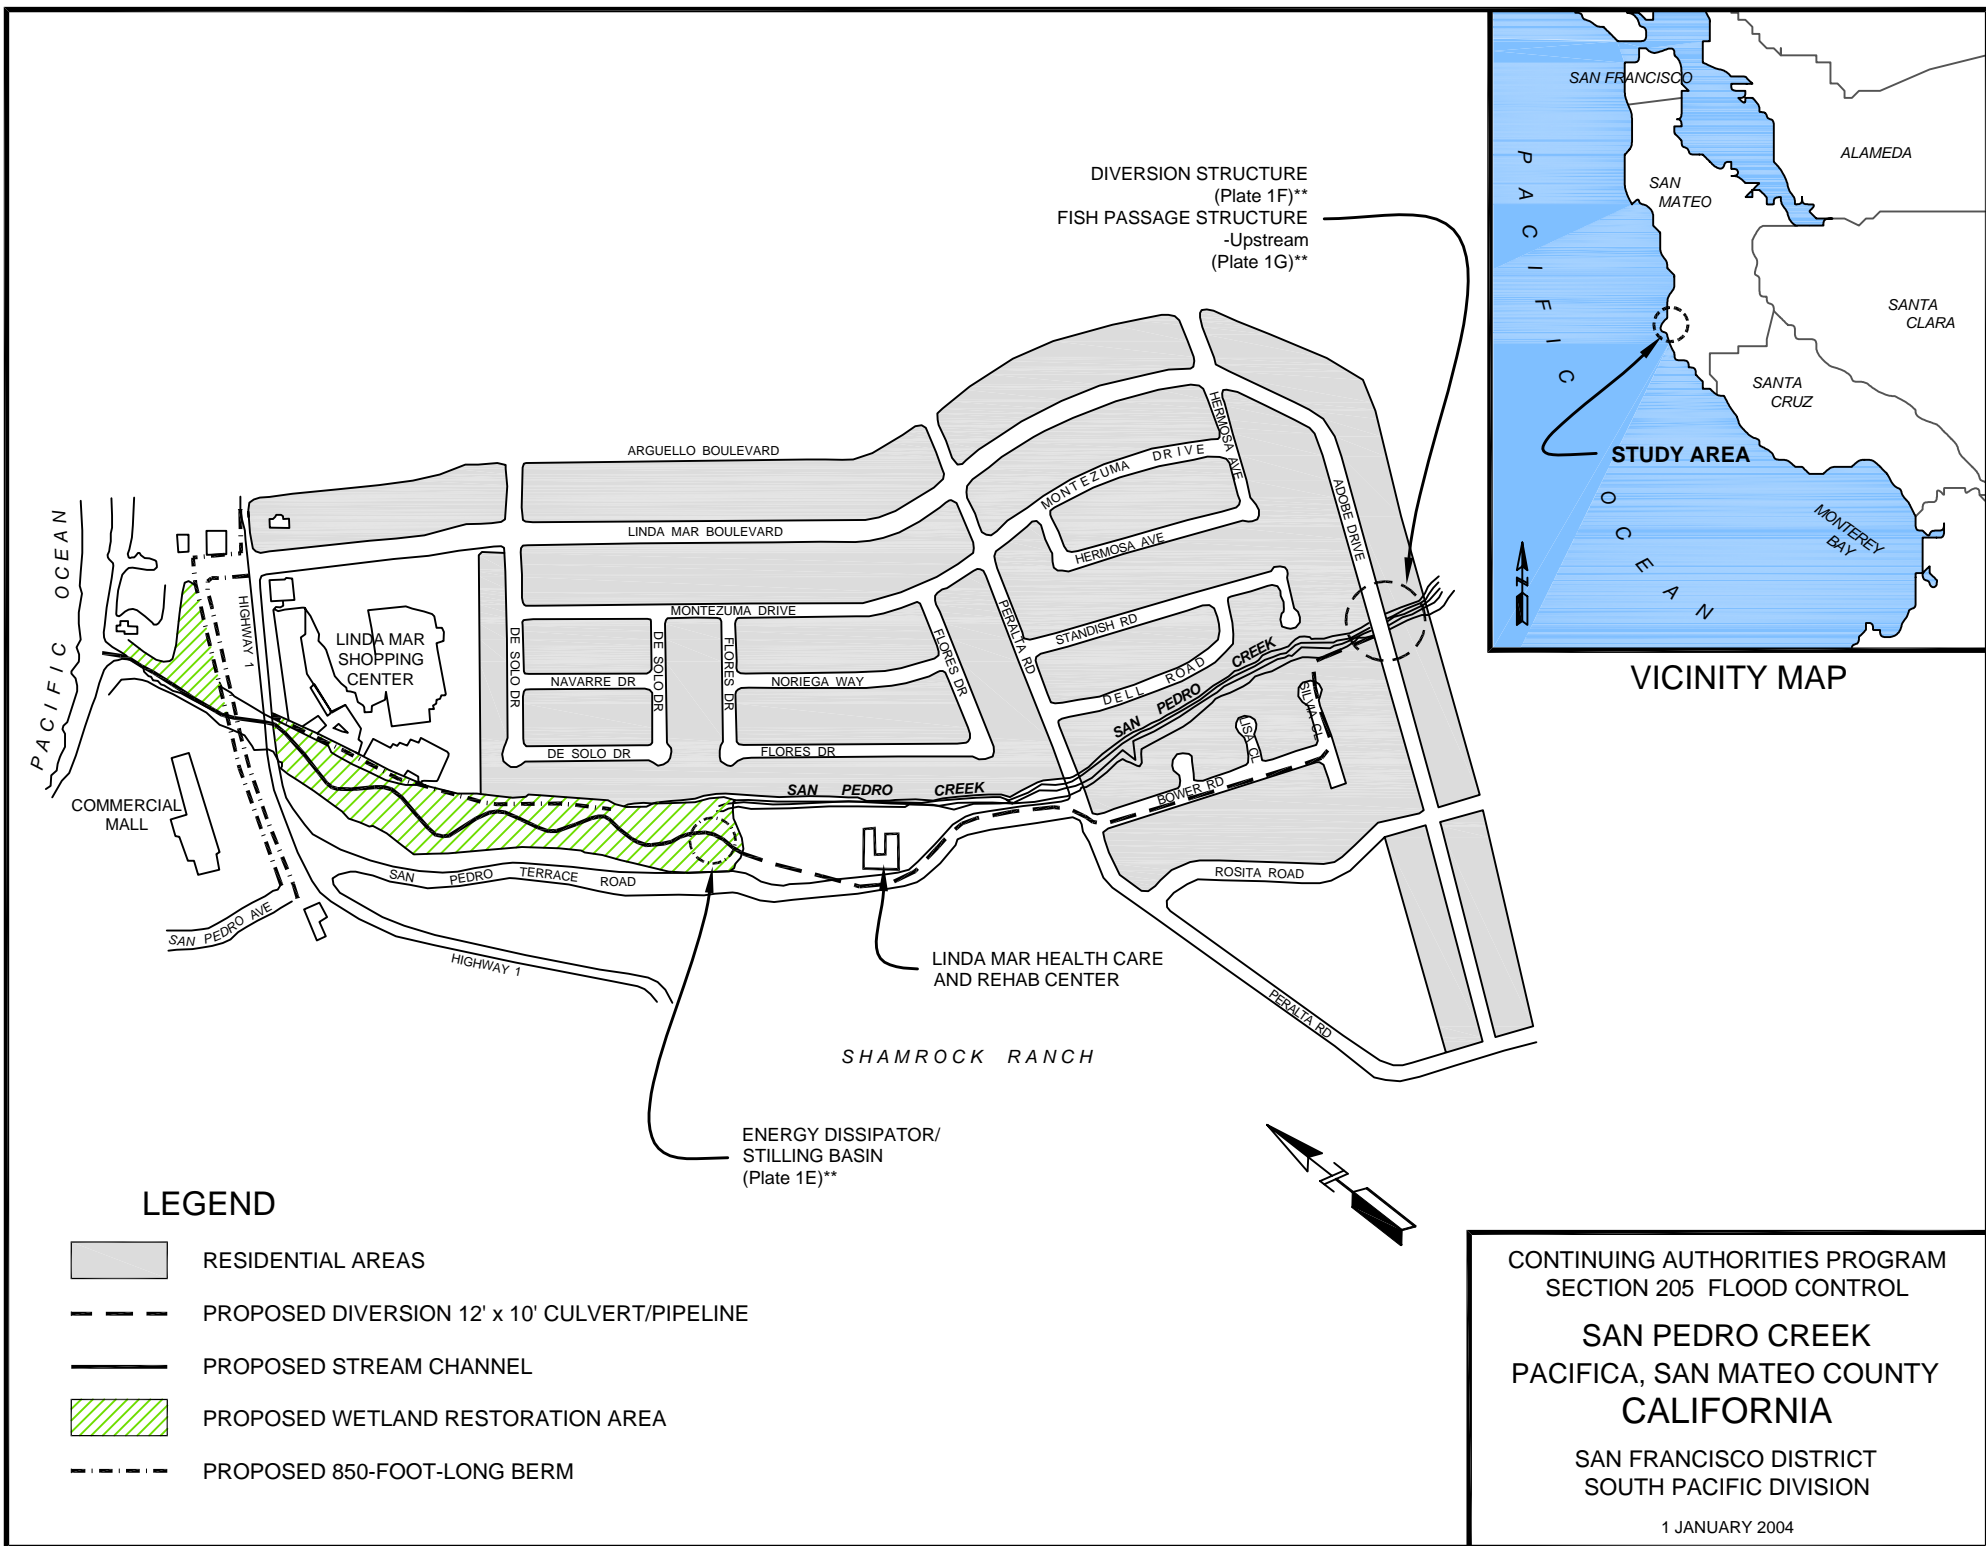 SAN FRANCISCO
ALAMEDA
SAN
MATEO
SANTA
CLARA
SANTA
CRUZ
PACIFIC
OCEAN
STUDY AREA
MONTEREY
BAY
N
VICINITY MAP
DIVERSION STRUCTURE
(Plate 1F)**
FISH PASSAGE STRUCTURE
-Upstream
(Plate 1G)**
ARGUELLO BOULEVARD
LINDA MAR BOULEVARD
MONTEZUMA DRIVE
HERMOSA AVE
HERMOSA AVE
ADOBE DRIVE
PACIFIC OCEAN
HIGHWAY 1
LINDA MAR
SHOPPING
CENTER
MONTEZUMA DRIVE
DE SOLO DR
NAVARRE DR
DE SOLO DR
FLORES DR
NORIEGA WAY
FLORES DR
PERALTA RD
STANDISH RD
DELL ROAD
SAN PEDRO CREEK
DE SOLO DR
FLORES DR
SILVIA CL
LISA CL
BOWER RD
SAN PEDRO CREEK
COMMERCIAL
MALL
SAN PEDRO TERRACE ROAD
ROSITA ROAD
SAN PEDRO AVE
HIGHWAY 1
LINDA MAR HEALTH CARE
AND REHAB CENTER
PERALTA RD
SHAMROCK RANCH
ENERGY DISSIPATOR/
STILLING BASIN
(Plate 1E)**
N
LEGEND
RESIDENTIAL AREAS
PROPOSED DIVERSION 12' x 10' CULVERT/PIPELINE
PROPOSED STREAM CHANNEL
PROPOSED WETLAND RESTORATION AREA
PROPOSED 850-FOOT-LONG BERM
CONTINUING AUTHORITIES PROGRAM
SECTION 205 FLOOD CONTROL
SAN PEDRO CREEK
PACIFICA, SAN MATEO COUNTY
CALIFORNIA
SAN FRANCISCO DISTRICT
SOUTH PACIFIC DIVISION
1 JANUARY 2004